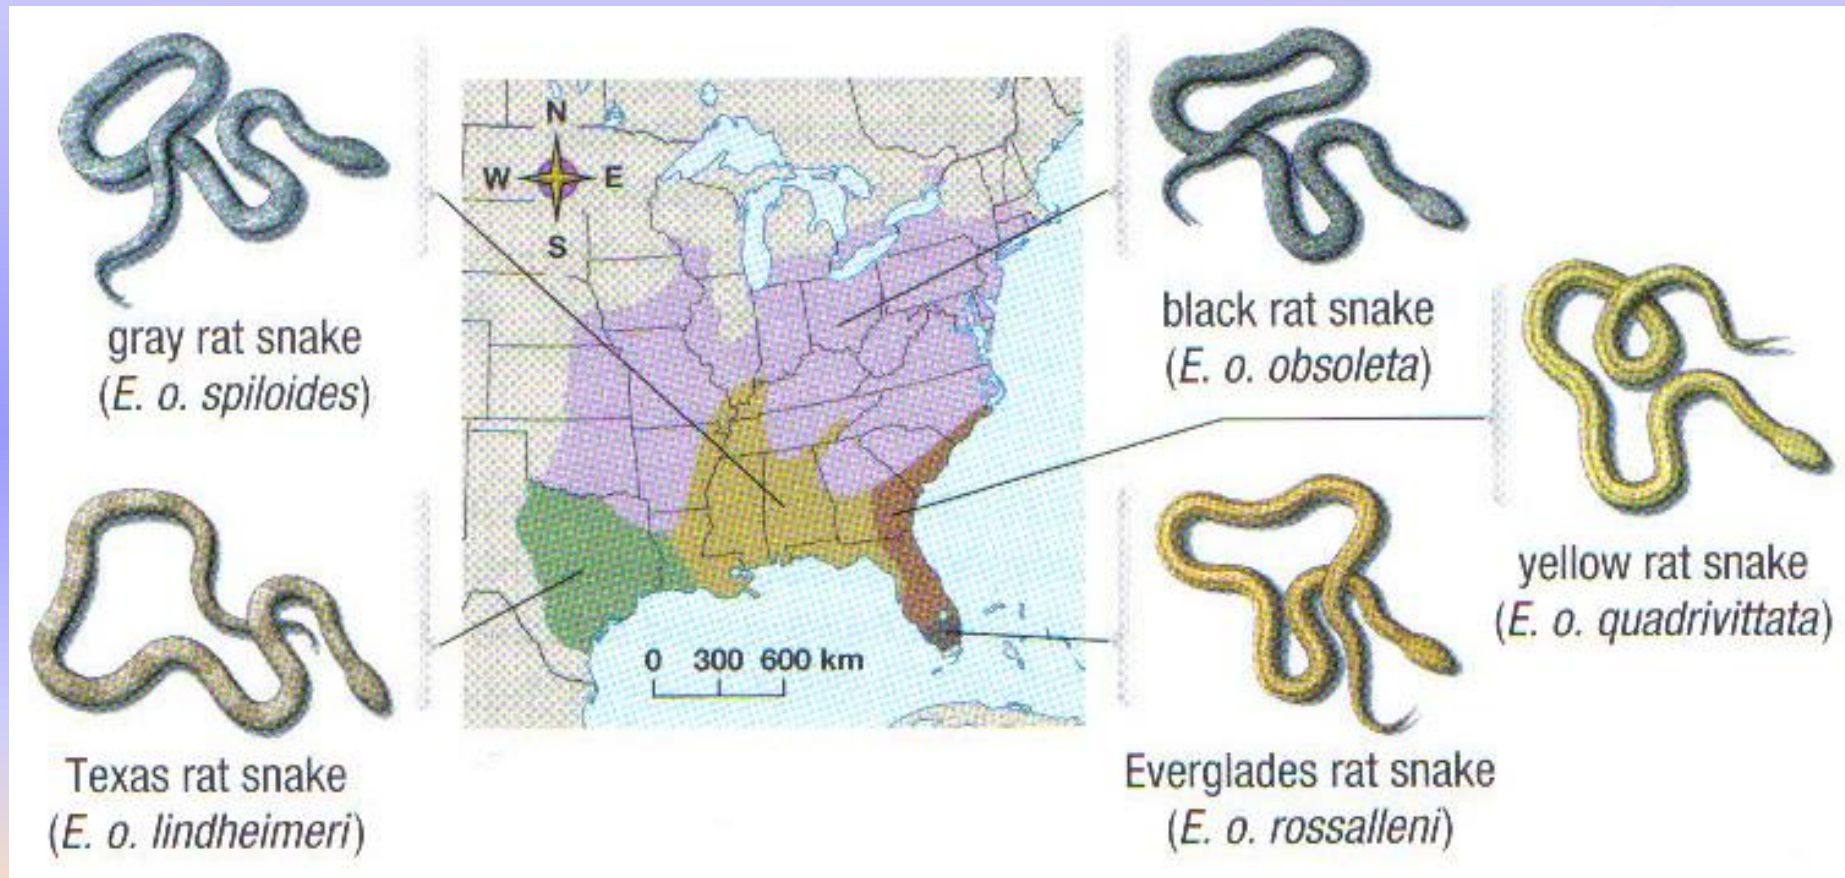 N
W E
S
gray rat snake
(E. o. spiloides)
black rat snake
(E. o. obsoleta)
yellow rat snake
(E. o. quadrivittata)
0 300 600 km
Texas rat snake
(E. o. lindheimeri)
Everglades rat snake
(E. o. rossalleni)